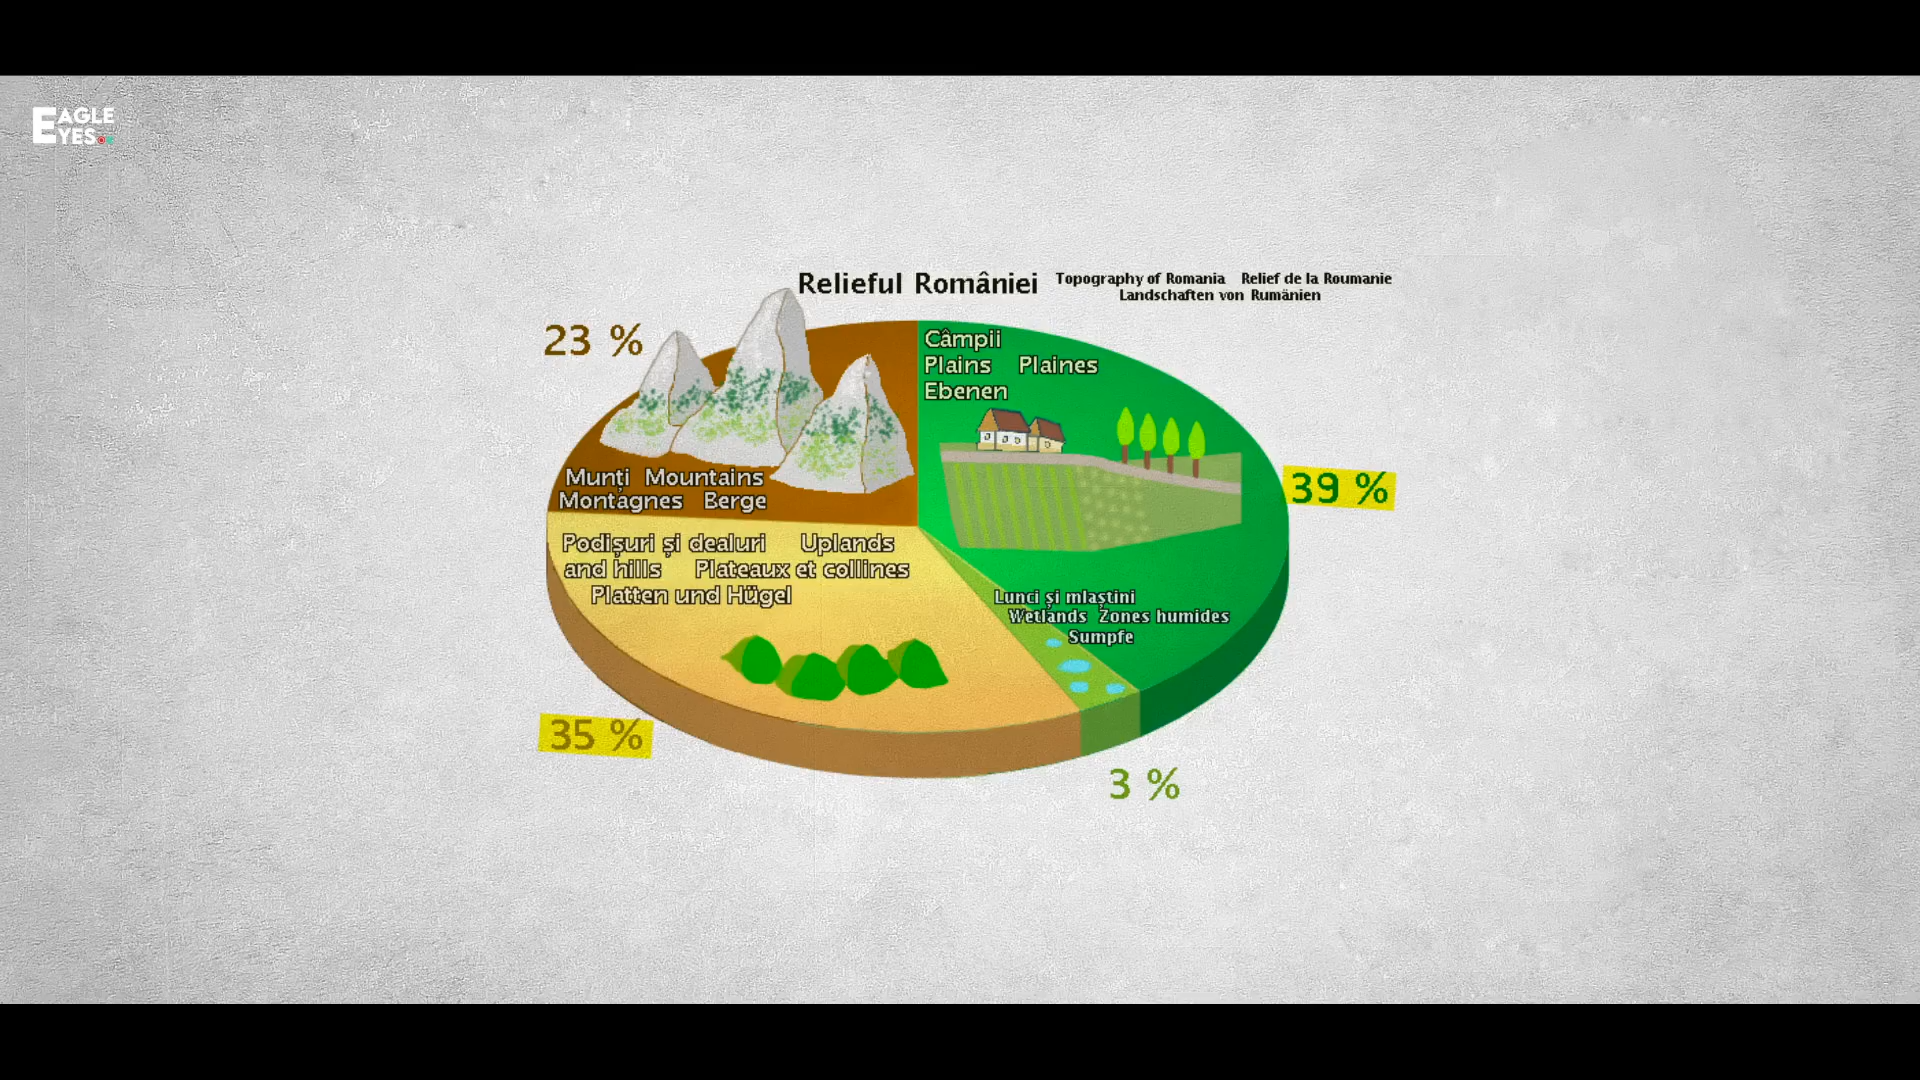 EAGLE
EYES
Relieful României
Topography of Romania Relief de la Roumanie
Landschaften von Rumänien
23 %
Câmpii
Plains Plaines
Ebenen
Munți Mountains
Montagnes Berge
39 %
Podișuri și dealuri Uplands
and hills Plateaux et collines
Platten und Hügel
Lunci și mlaștini
Wetlands Zones humides
Sumpfe
35 %
3 %